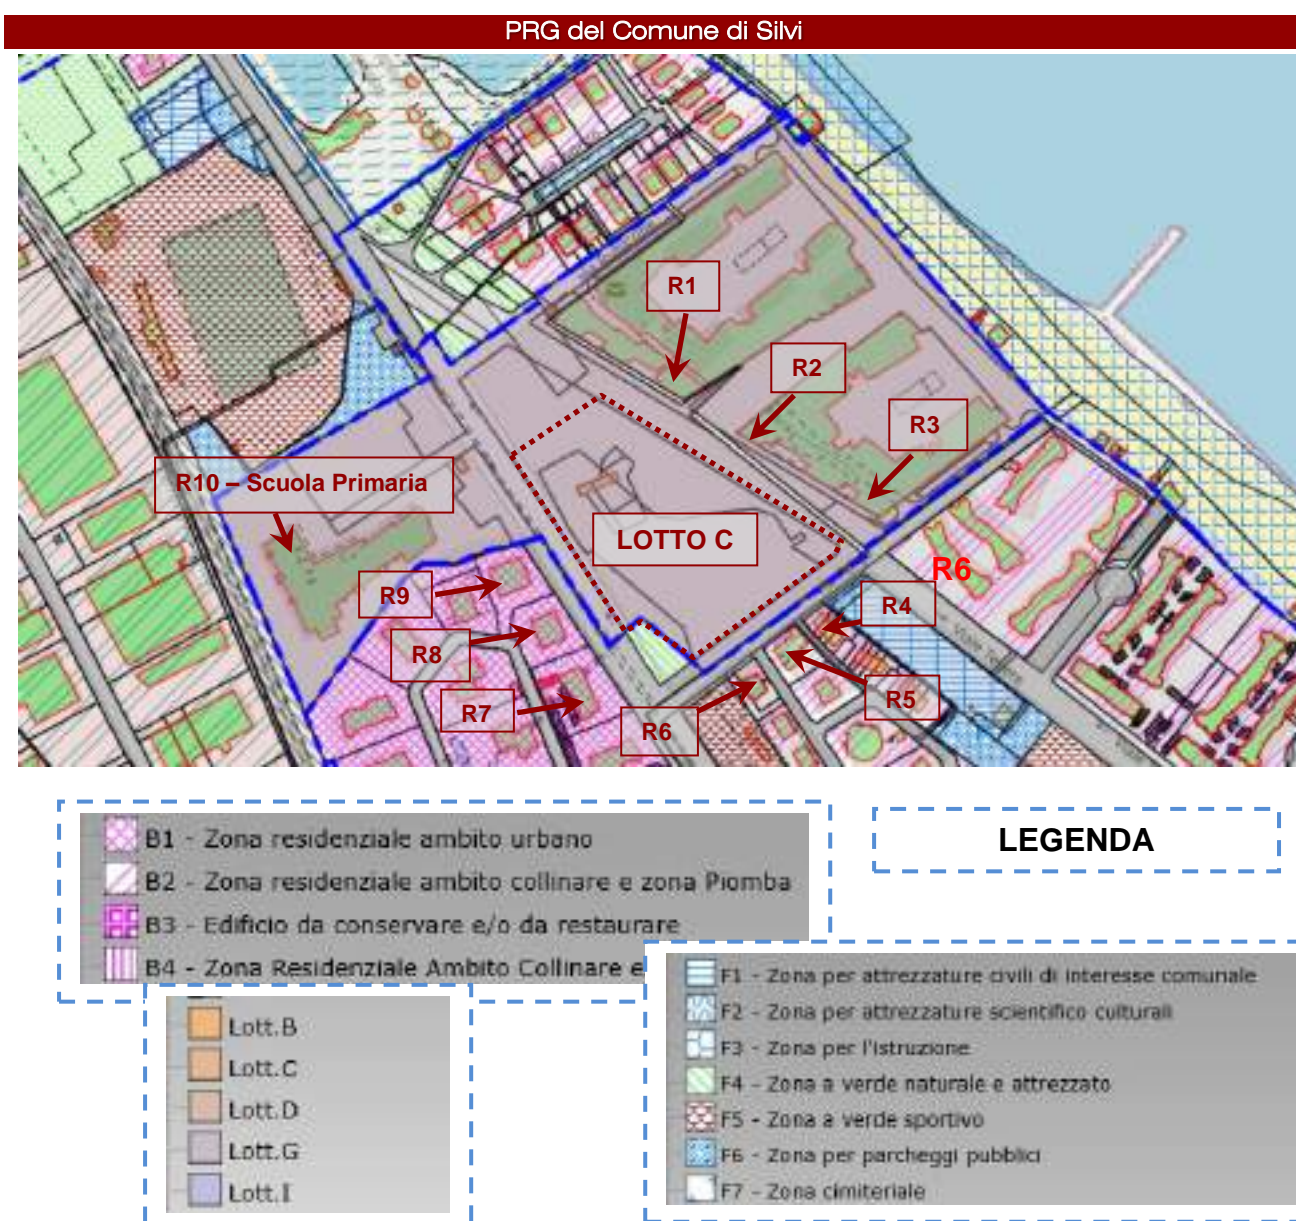 PRG del Comune di Silvi
R1
R2
R3
R10 – Scuola Primaria
LOTTO C
R6
R9
R4
R8
R5
R7
R6
Viale
B1 - Zona residenziale ambito urbano
B2 - Zona residenziale ambito collinare e zona Piomba
B3 - Edificio da conservare e/o da restaurare
B4 - Zona Residenziale Ambito Collinare e
LEGENDA
Lott.B
Lott.C
Lott.D
Lott.G
Lott.I
F1 - Zona per attrezzature civili di interesse comunale
F2 - Zona per attrezzature scientifico culturali
F3 - Zona per l'istruzione
F4 - Zona a verde naturale e attrezzato
F5 - Zona a verde sportivo
F6 - Zona per parcheggi pubblici
F7 - Zona cimiteriale